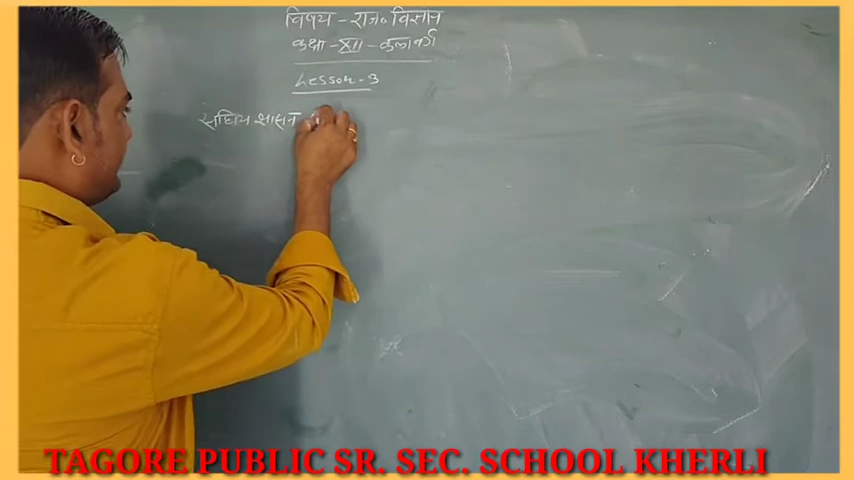 विषय - राज० विज्ञान
कक्षा - XII - कलावर्ग
Lesson - 3
संघिय शासन
TAGORE PUBLIC SR. SEC. SCHOOL KHERLI